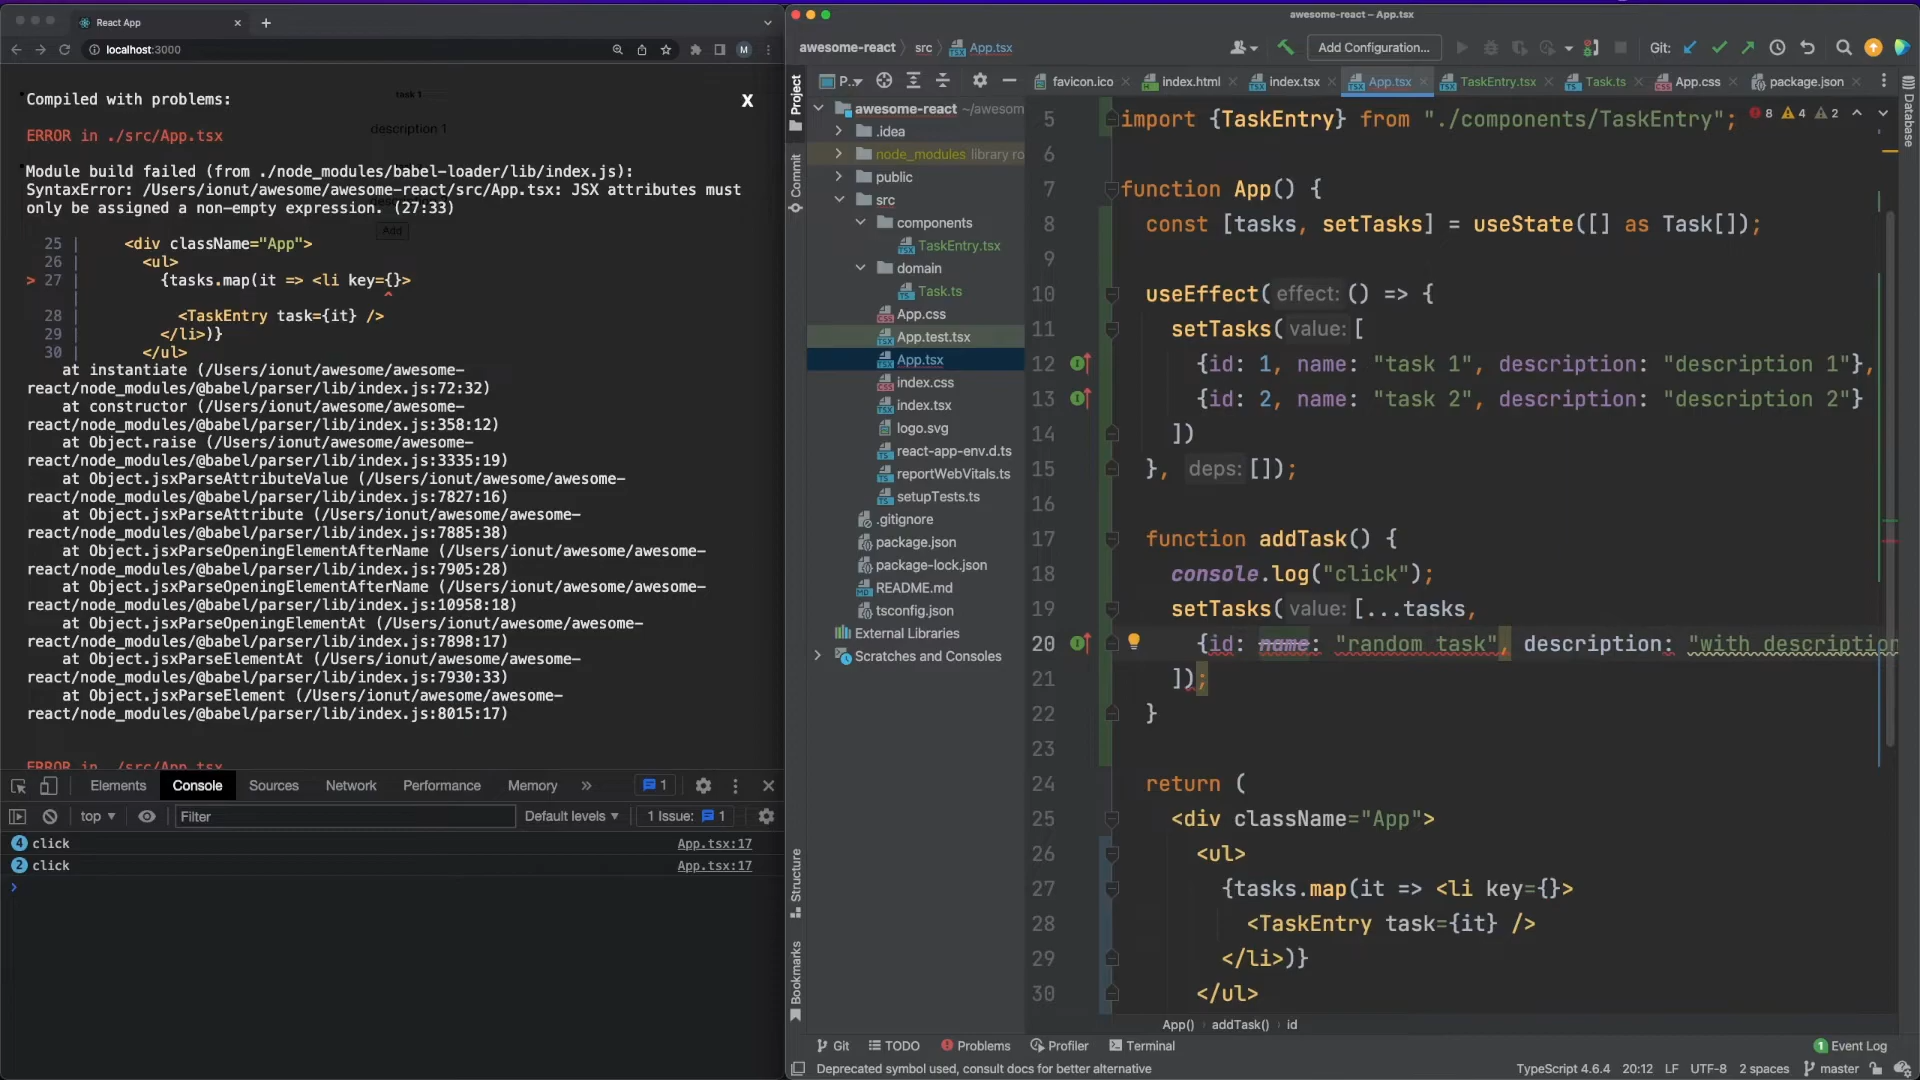 React App
localhost:3000
M
Compiled with problems:
X
task 1
description 1
Add
ERROR in ./src/App.tsx
Module build failed (from ./node_modules/babel-loader/lib/index.js):
SyntaxError: /Users/ionut/awesome/awesome-react/src/App.tsx: JSX attributes must
only be assigned a non-empty expression. (27:33)
25 | <div className="App">
26 | <ul>
> 27 | {tasks.map(it => <li key={}>
| ^
28 | <TaskEntry task={it} />
29 | </li>)}
30 | </ul>
at instantiate (/Users/ionut/awesome/awesome-
react/node_modules/@babel/parser/lib/index.js:72:32)
at constructor (/Users/ionut/awesome/awesome-
react/node_modules/@babel/parser/lib/index.js:358:12)
at Object.raise (/Users/ionut/awesome/awesome-
react/node_modules/@babel/parser/lib/index.js:3335:19)
at Object.jsxParseAttributeValue (/Users/ionut/awesome/awesome-
react/node_modules/@babel/parser/lib/index.js:7827:16)
at Object.jsxParseAttribute (/Users/ionut/awesome/awesome-
react/node_modules/@babel/parser/lib/index.js:7885:38)
at Object.jsxParseOpeningElementAfterName (/Users/ionut/awesome/awesome-
react/node_modules/@babel/parser/lib/index.js:7905:28)
at Object.jsxParseOpeningElementAfterName (/Users/ionut/awesome/awesome-
react/node_modules/@babel/parser/lib/index.js:10958:18)
at Object.jsxParseOpeningElementAt (/Users/ionut/awesome/awesome-
react/node_modules/@babel/parser/lib/index.js:7898:17)
at Object.jsxParseElementAt (/Users/ionut/awesome/awesome-
react/node_modules/@babel/parser/lib/index.js:7930:33)
at Object.jsxParseElement (/Users/ionut/awesome/awesome-
react/node_modules/@babel/parser/lib/index.js:8015:17)
ERROR in ./src/App.tsx
Elements Console Sources Network Performance Memory » 1
top Filter Default levels 1 Issue: 1
4 click App.tsx:17
2 click App.tsx:17
awesome-react – App.tsx
awesome-react src App.tsx Add Configuration... Git:
P... favicon.ico index.html index.tsx App.tsx TaskEntry.tsx Task.ts App.css package.json
Project
Commit
Structure
Bookmarks
Database
awesome-react ~/awesom
.idea
node_modules library ro
public
src
components
TaskEntry.tsx
domain
Task.ts
App.css
App.test.tsx
App.tsx
index.css
index.tsx
logo.svg
react-app-env.d.ts
reportWebVitals.ts
setupTests.ts
.gitignore
package.json
package-lock.json
README.md
tsconfig.json
External Libraries
Scratches and Consoles
8 4 2
5 import {TaskEntry} from "./components/TaskEntry";
6
7 function App() {
8 const [tasks, setTasks] = useState([] as Task[]);
9
10 useEffect( effect: () => {
11 setTasks( value: [
12 {id: 1, name: "task 1", description: "description 1"},
13 {id: 2, name: "task 2", description: "description 2"}
14 ])
15 }, deps: []);
16
17 function addTask() {
18 console.log("click");
19 setTasks( value: [...tasks,
20 {id: name: "random task", description: "with description
21 ]);
22 }
23
24 return (
25 <div className="App">
26 <ul>
27 {tasks.map(it => <li key={}>
28 <TaskEntry task={it} />
29 </li>)}
30 </ul>
App() addTask() id
Git TODO Problems Profiler Terminal 1 Event Log
Deprecated symbol used, consult docs for better alternative TypeScript 4.6.4 20:12 LF UTF-8 2 spaces master